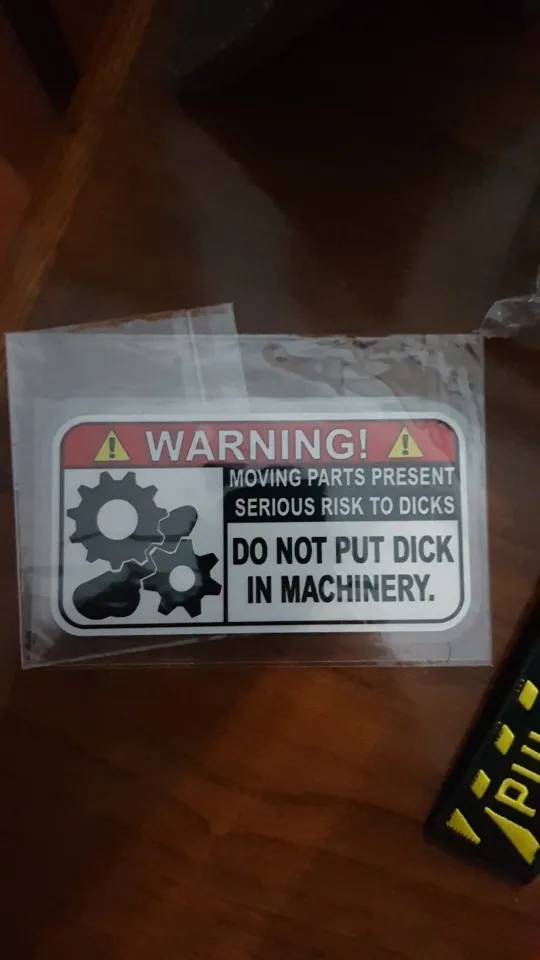 WARNING!
MOVING PARTS PRESENT
SERIOUS RISK TO DICKS
DO NOT PUT DICK
IN MACHINERY.